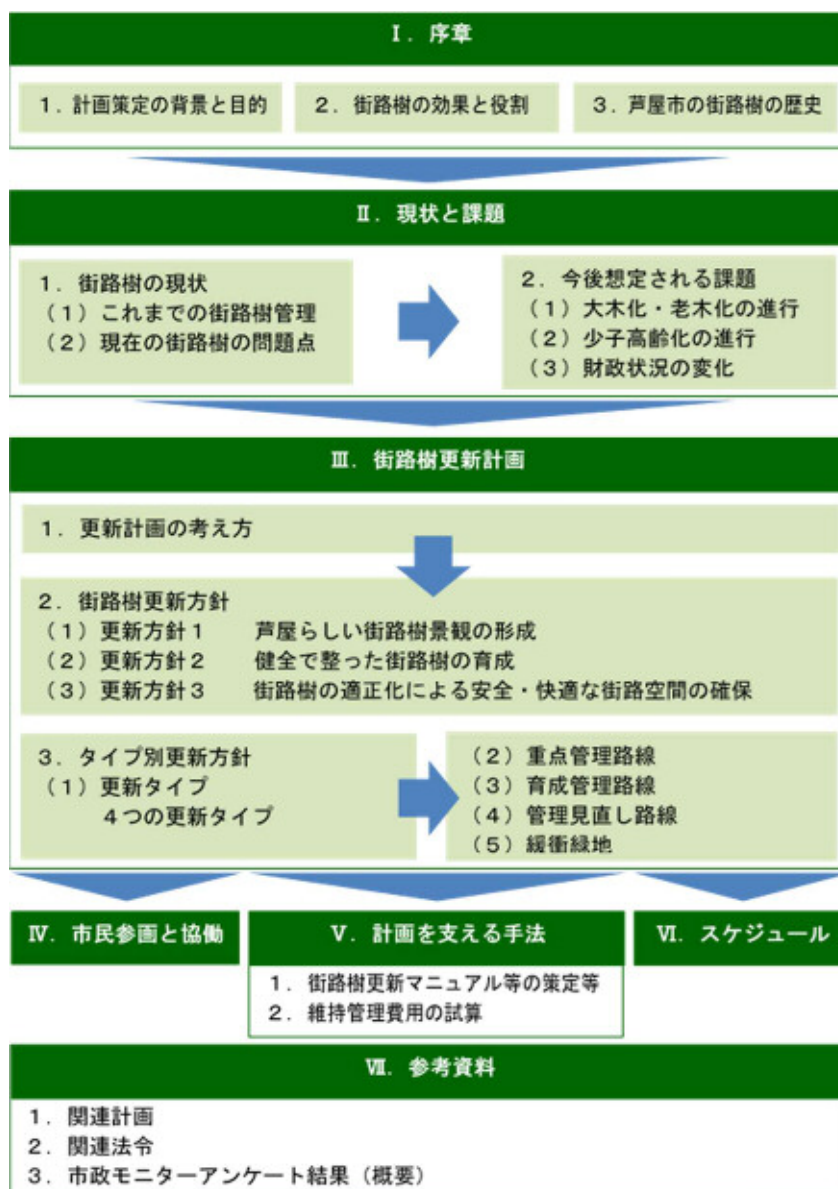 Ⅰ．序章
１．計画策定の背景と目的
２．街路樹の効果と役割
３．芦屋市の街路樹の歴史
Ⅱ．現状と課題
１．街路樹の現状
（１）これまでの街路樹管理
（２）現在の街路樹の問題点
２．今後想定される課題
（１）大木化・老木化の進行
（２）少子高齢化の進行
（３）財政状況の変化
Ⅲ．街路樹更新計画
１．更新計画の考え方
２．街路樹更新方針
（１）更新方針１　　芦屋らしい街路樹景観の形成
（２）更新方針２　　健全で整った街路樹の育成
（３）更新方針３　　街路樹の適正化による安全・快適な街路空間の確保
３．タイプ別更新方針
（１）更新タイプ
４つの更新タイプ
（２）重点管理路線
（３）育成管理路線
（４）管理見直し路線
（５）緩衝緑地
Ⅳ．市民参画と協働
Ⅴ．計画を支える手法
１．街路樹更新マニュアル等の策定等
２．維持管理費用の試算
Ⅵ．スケジュール
Ⅶ．参考資料
１．関連計画
２．関連法令
３．市政モニターアンケート結果（概要）